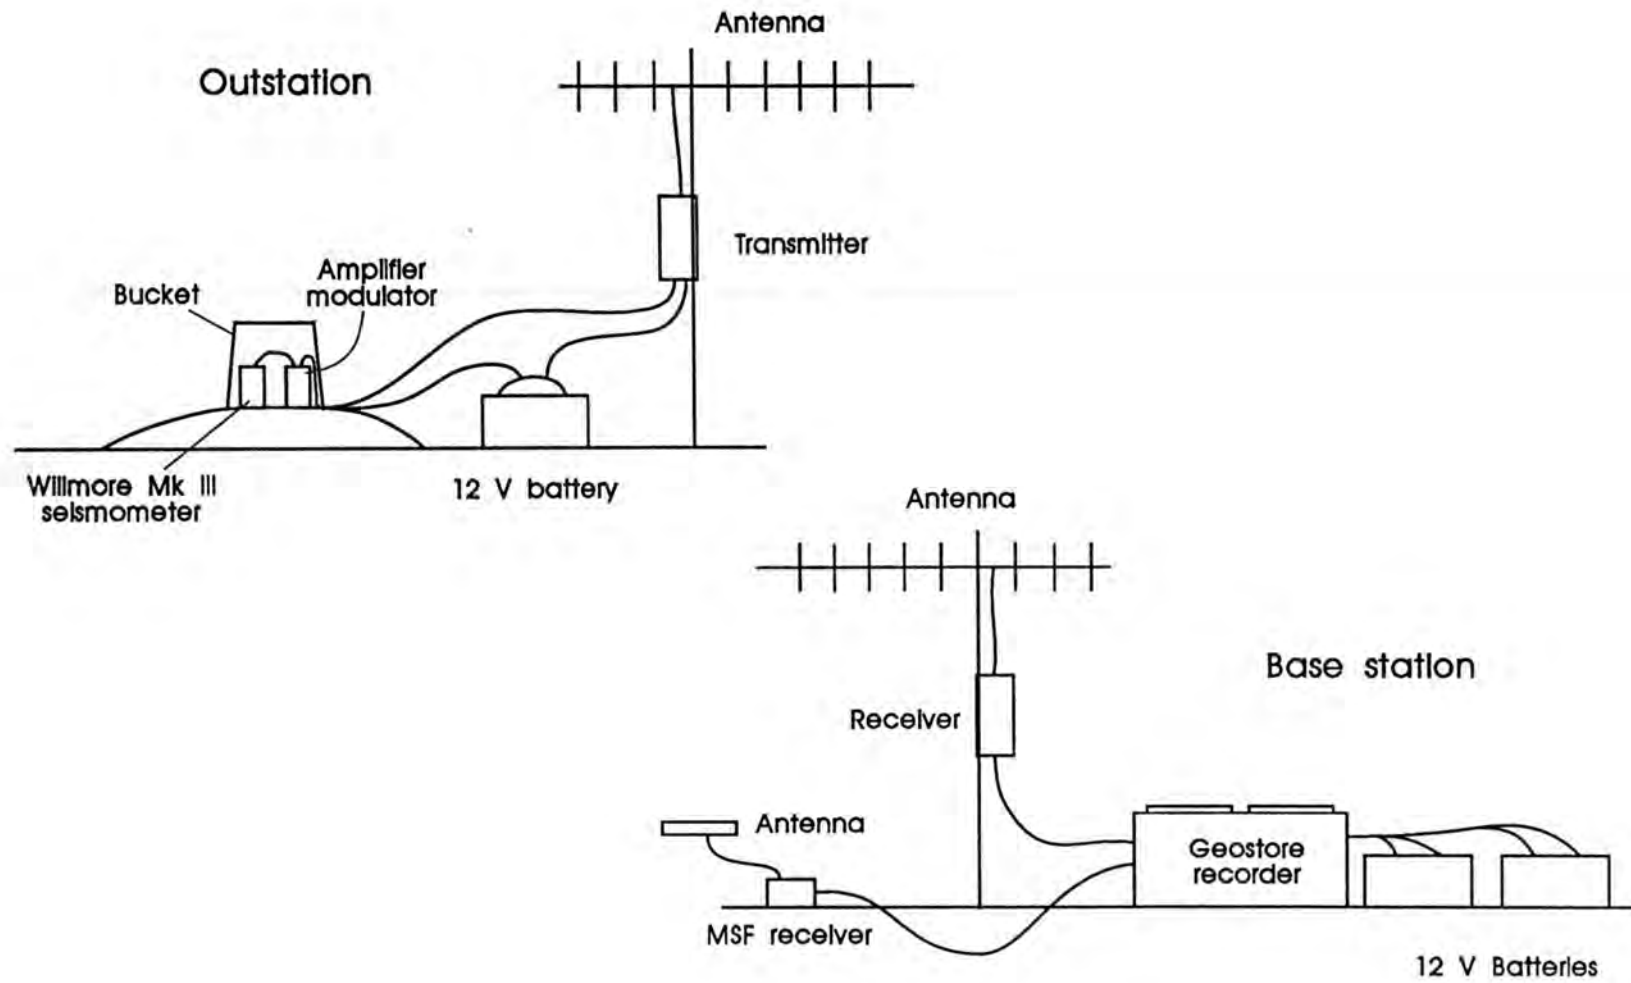 Antenna
Outstation
Transmitter
Amplifier
modulator
Bucket
Willmore Mk III
seismometer
12 V battery
Antenna
Base station
Receiver
Antenna
Geostore
recorder
MSF receiver
12 V Batteries